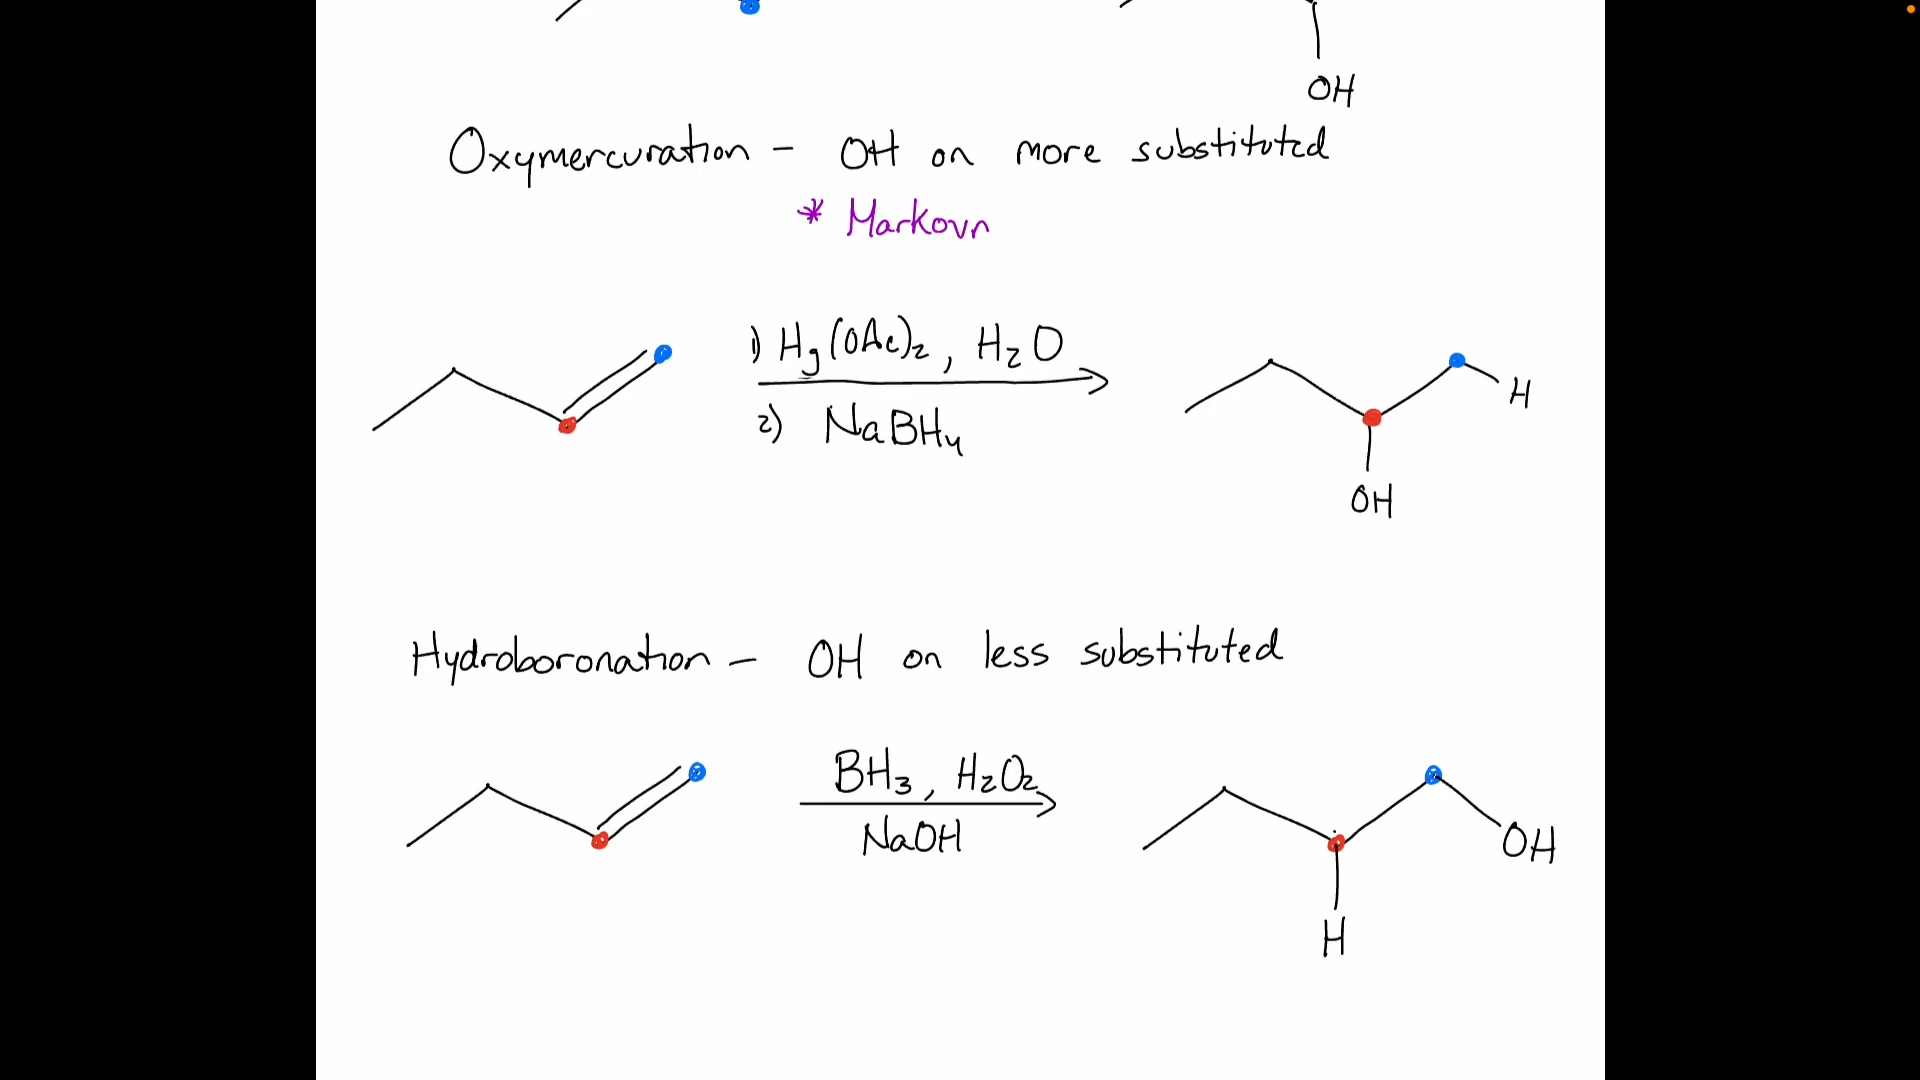 OH
Oxymercuration - OH on more substituted
* Markovn
1) Hg(OAc)2, H2O
2) NaBH4
H
OH
Hydroboronation - OH on less substituted
BH3, H2O2
NaOH
OH
H